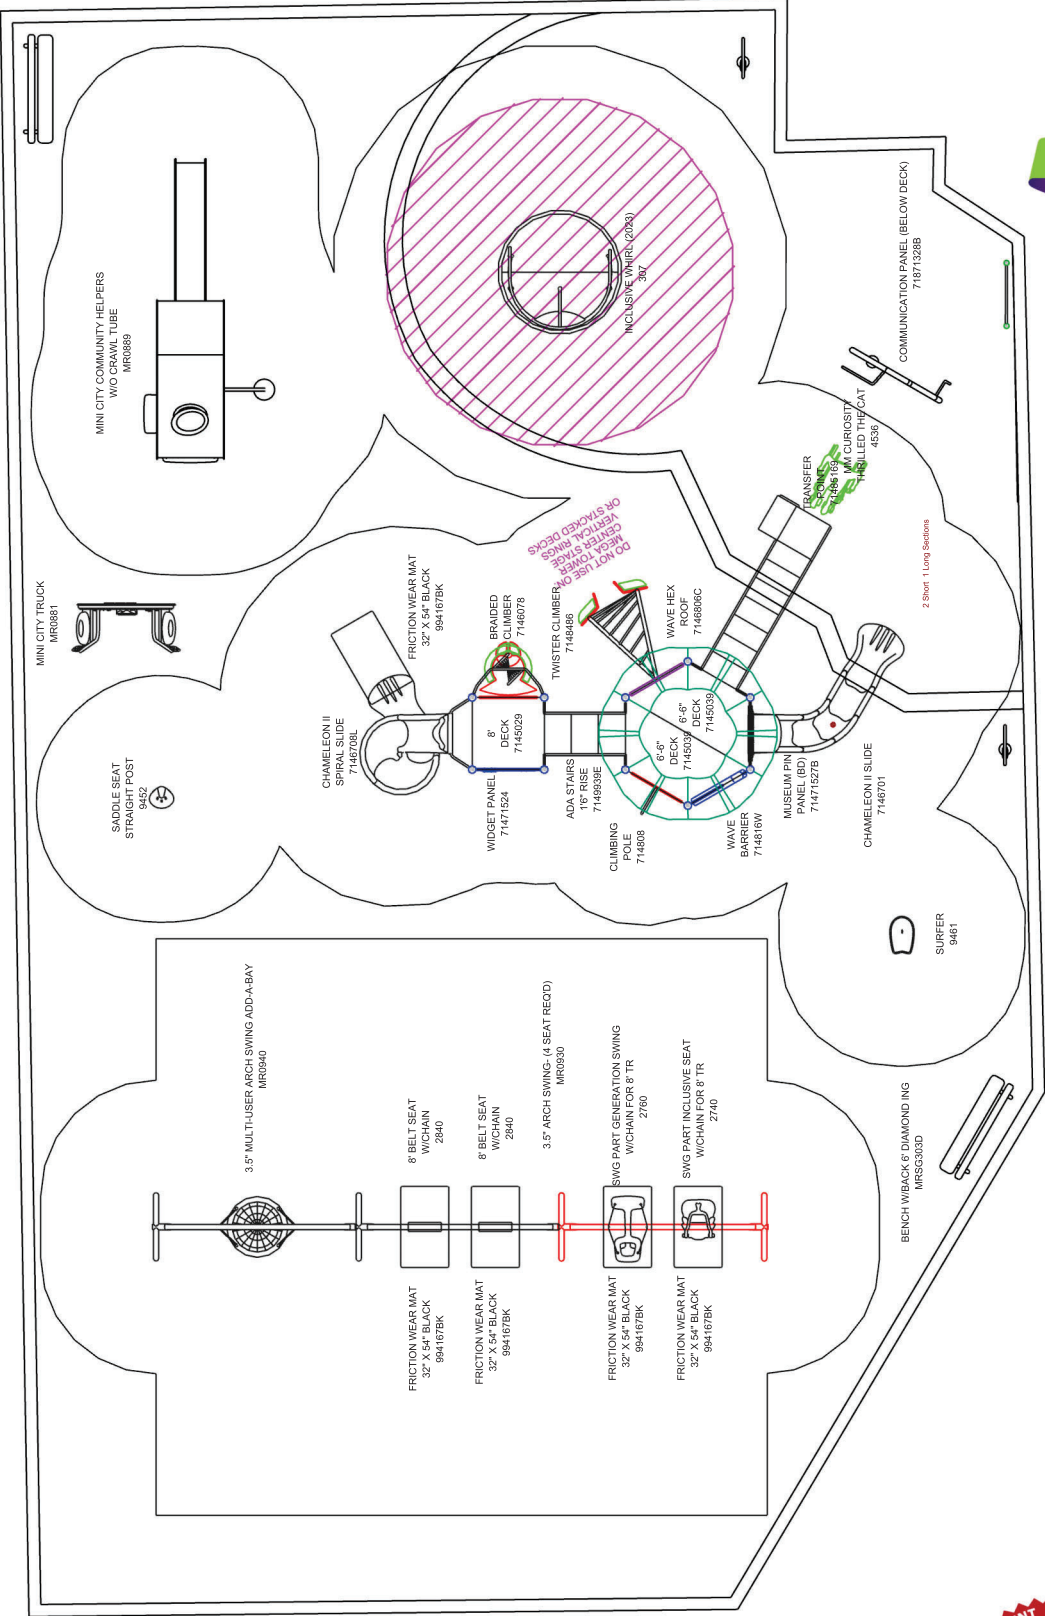 MINI CITY COMMUNITY HELPERS
W/O CRAWL TUBE
MR0889
INCLUSIVE WHIRL (2023)
367
COMMUNICATION PANEL (BELOW DECK)
71871328B
MM CURIOSITY
THRILLED THE CAT
4536
TRANSFER
POINT
71485169
2 Short 1 Long Sections
MINI CITY TRUCK
MR0881
FRICTION WEAR MAT
32" X 54" BLACK
994167BK
DO NOT USE ON:
MEGA TOWER
CENTER STAGE
VERTICAL RINGS
OR STACKED DECKS
BRAIDED
CLIMBER
7146078
TWISTER CLIMBER
7148486
WAVE HEX
ROOF
7146806C
CHAMELEON II
SPIRAL SLIDE
7146708L
8'
DECK
7145029
6'-6"
DECK
7145039
6'-6"
DECK
7145039
SADDLE SEAT
STRAIGHT POST
9452
WIDGET PANEL
71471524
ADA STAIRS
1'6" RISE
7149939E
CLIMBING
POLE
714808
WAVE
BARRIER
714816W
MUSEUM PIN
PANEL (BD)
71471527B
CHAMELEON II SLIDE
7146701
SURFER
9461
3.5" MULTI-USER ARCH SWING ADD-A-BAY
MR0940
8' BELT SEAT
W/CHAIN
2840
8' BELT SEAT
W/CHAIN
2840
3.5" ARCH SWING- (4 SEAT REQ'D)
MR0930
SWG PART GENERATION SWING
W/CHAIN FOR 8' TR
2760
SWG PART INCLUSIVE SEAT
W/CHAIN FOR 8' TR
2740
BENCH W/BACK 6' DIAMOND ING
MRSG303D
FRICTION WEAR MAT
32" X 54" BLACK
994167BK
FRICTION WEAR MAT
32" X 54" BLACK
994167BK
FRICTION WEAR MAT
32" X 54" BLACK
994167BK
FRICTION WEAR MAT
32" X 54" BLACK
994167BK